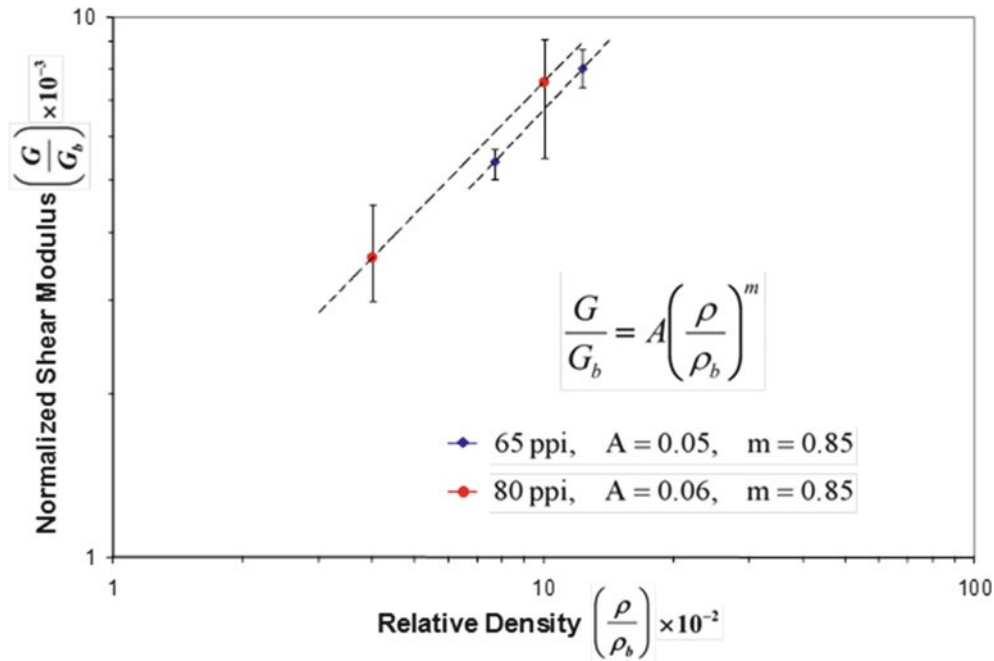 10
Normalized Shear Modulus (G/G_b) ×10⁻³
G/G_b = A(ρ/ρ_b)^m
65 ppi, A = 0.05, m = 0.85
80 ppi, A = 0.06, m = 0.85
1
1 10 100
Relative Density (ρ/ρ_b) ×10⁻²